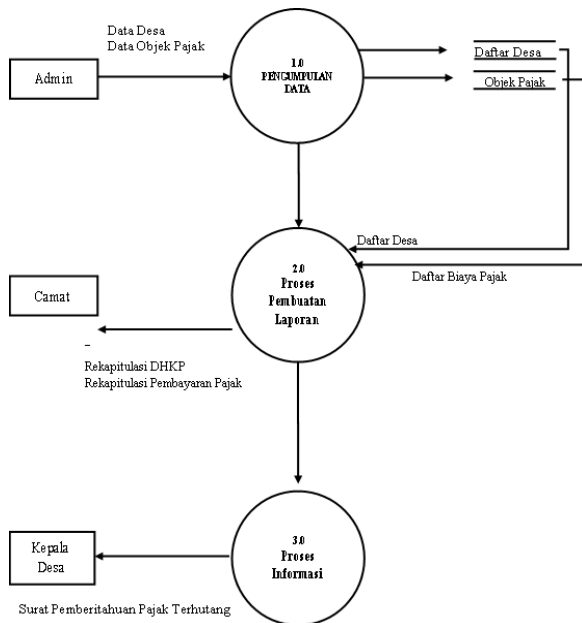 Data Desa
Data Objek Pajak
Admin
1.0
PENGUMPULAN
DATA
Daftar Desa
Objek Pajak
Daftar Desa
Daftar Biaya Pajak
2.0
Proses
Pembuatan
Laporan
Camat
-
Rekapitulasi DHKP
Rekapitulasi Pembayaran Pajak
3.0
Proses
Informasi
Kepala
Desa
Surat Pemberitahuan Pajak Terhutang